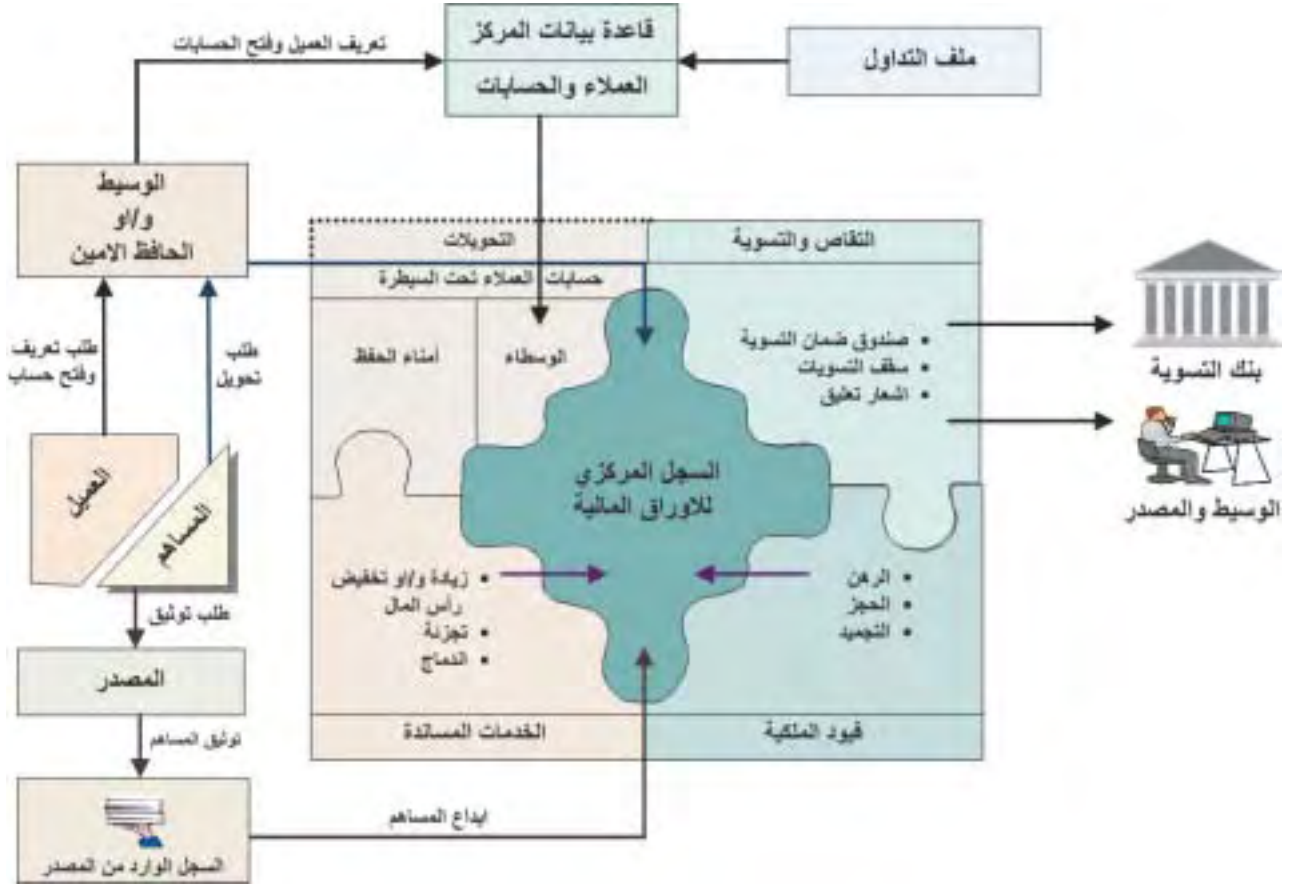 قاعدة بيانات المركز
العملاء والحسابات
ملف التداول
تعريف العميل وفتح الحسابات
الوسيط
و/او
الحافظ الامين
التحويلات
التقاص والتسوية
حسابات العملاء تحت السيطرة
أمناء الحفظ
الوسطاء
• صندوق ضمان التسوية
• سقف التسويات
• اشعار تعليق
بنك التسوية
الوسيط والمصدر
طلب تعريف
وفتح حساب
طلب
تحويل
العميل
المساهم
السجل المركزي
للاوراق المالية
• زيادة و/او تخفيض
رأس المال
• تجزئة
• اندماج
• الرهن
• الحجز
• التجميد
طلب توثيق
المصدر
توثيق المساهم
الخدمات المساندة
قيود الملكية
ايداع المساهم
السجل الوارد من المصدر